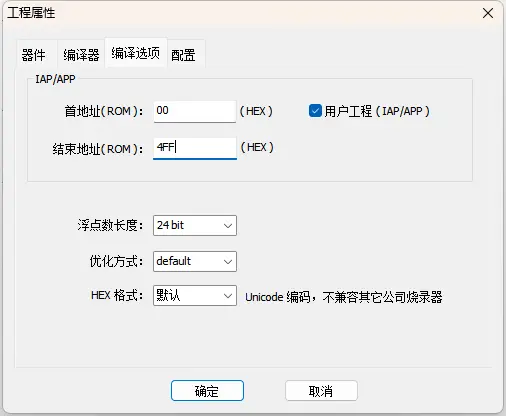 工程属性
器件 编译器 编译选项 配置
IAP/APP
首地址(ROM): 00 (HEX) 用户工程 (IAP/APP)
结束地址(ROM): 4FF (HEX)
浮点数长度: 24 bit
优化方式: default
HEX 格式: 默认 Unicode 编码，不兼容其它公司烧录器
确定 取消